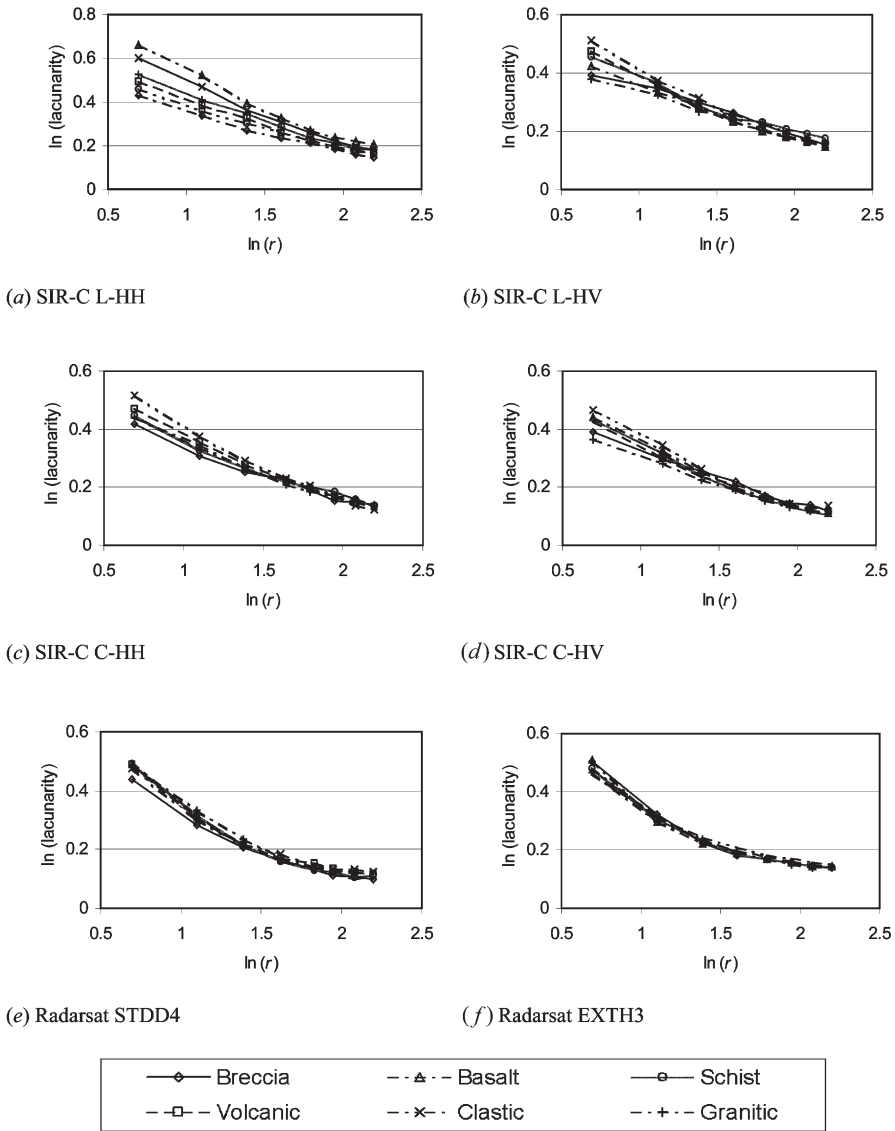 0.8
0.6
0.4
0.2
0
ln (lacunarity)
0.5 1 1.5 2 2.5
ln (r)
(a) SIR-C L-HH
0.6
0.4
0.2
0
ln (lacunarity)
0.5 1 1.5 2 2.5
ln (r)
(b) SIR-C L-HV
0.6
0.4
0.2
0
ln (lacunarity)
0.5 1 1.5 2 2.5
ln (r)
(c) SIR-C C-HH
0.6
0.4
0.2
0
ln (lacunarity)
0.5 1 1.5 2 2.5
ln (r)
(d) SIR-C C-HV
0.6
0.4
0.2
0
ln (lacunarity)
0.5 1 1.5 2 2.5
ln (r)
(e) Radarsat STDD4
0.6
0.4
0.2
0
ln (lacunarity)
0.5 1 1.5 2 2.5
ln (r)
(f) Radarsat EXTH3
Breccia Basalt Schist
Volcanic Clastic Granitic